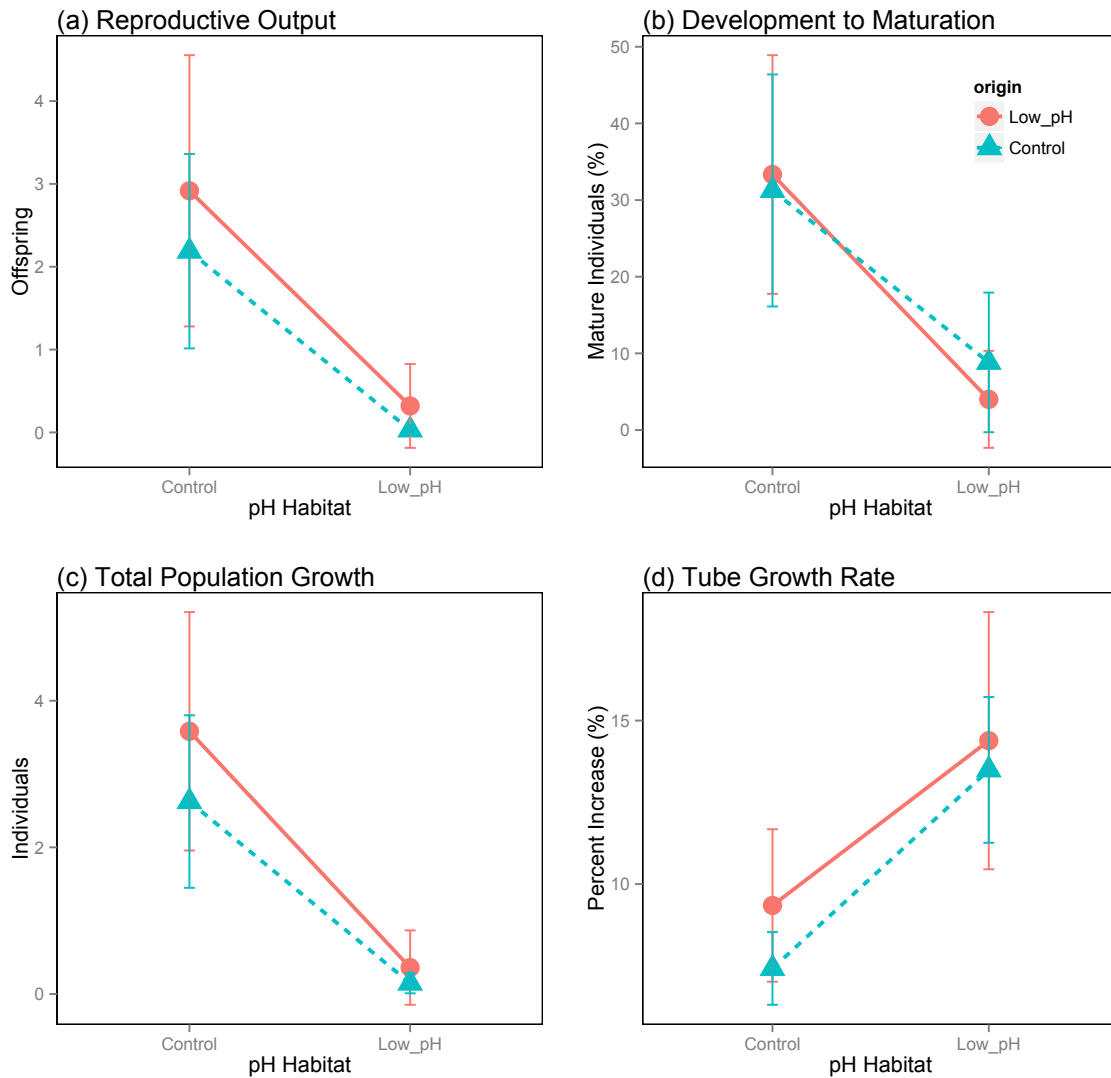 (a) Reproductive Output
Offspring
4
3
2
1
0
Control
Low_pH
pH Habitat
(b) Development to Maturation
Mature Individuals (%)
50
40
30
20
10
0
origin
Low_pH
Control
Control
Low_pH
pH Habitat
(c) Total Population Growth
Individuals
4
2
0
Control
Low_pH
pH Habitat
(d) Tube Growth Rate
Percent Increase (%)
15
10
Control
Low_pH
pH Habitat